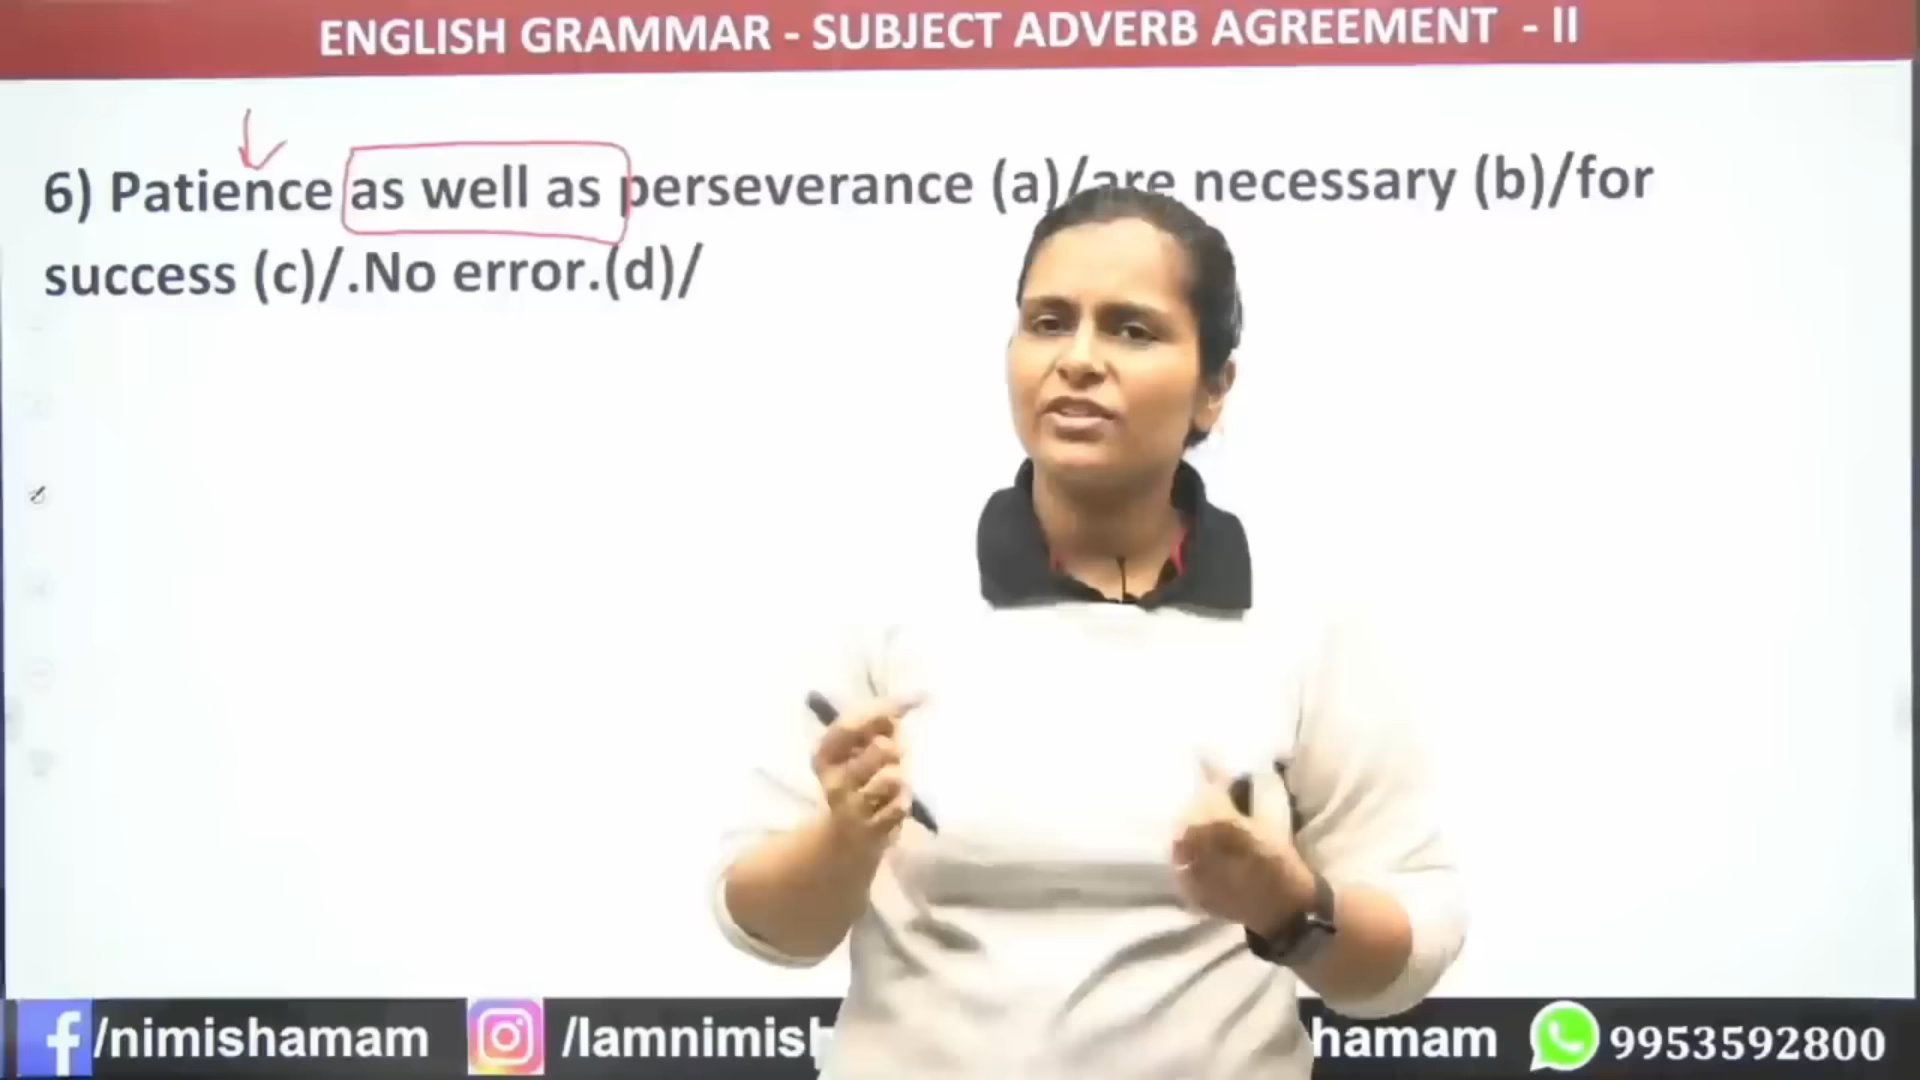 ENGLISH GRAMMAR - SUBJECT ADVERB AGREEMENT - II
6) Patience as well as perseverance (a)/are necessary (b)/for
success (c)/.No error.(d)/
/nimishamam /Iamnimish hamam 9953592800